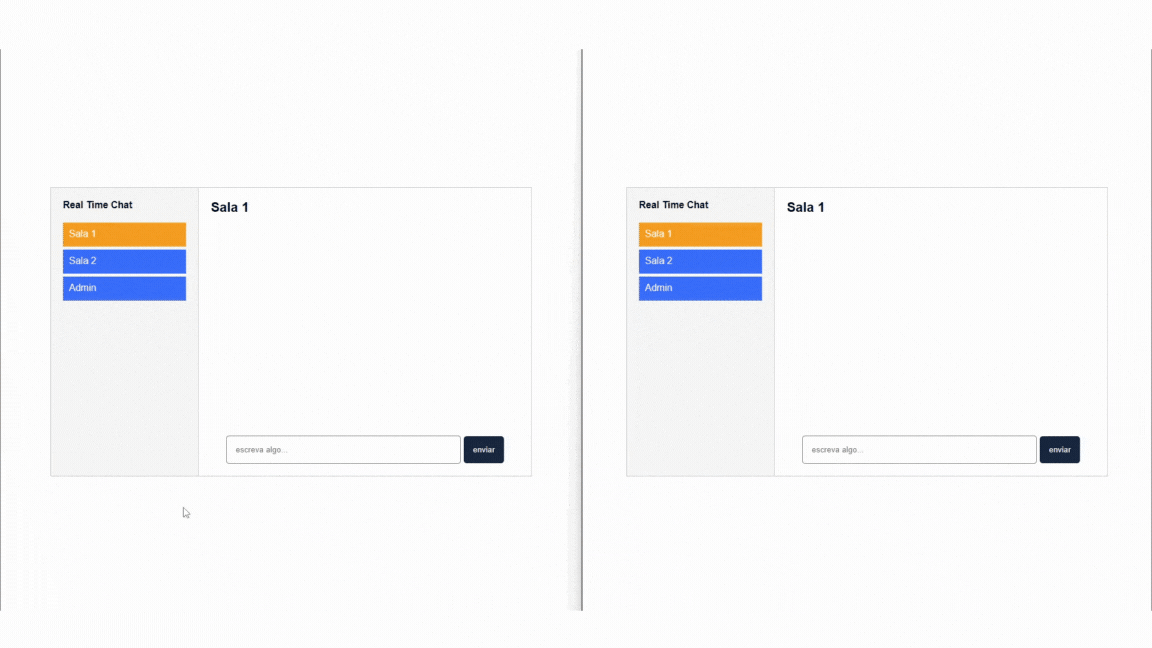 Real Time Chat
Sala 1
Sala 2
Admin
Sala 1
escreva algo...
enviar
Real Time Chat
Sala 1
Sala 2
Admin
Sala 1
escreva algo...
enviar